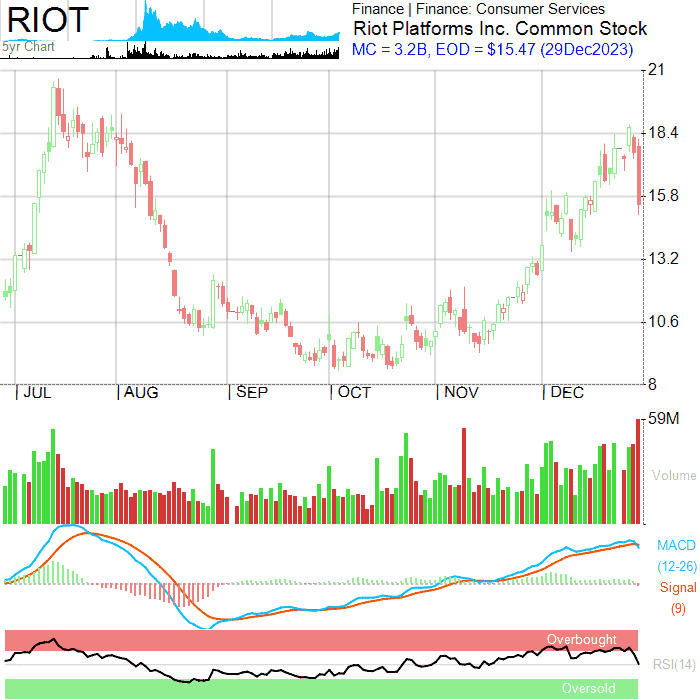 RIOT
5yr Chart
Finance | Finance: Consumer Services
Riot Platforms Inc. Common Stock
MC = 3.2B, EOD = $15.47 (29Dec2023)
21
18.4
15.8
13.2
10.6
8
JUL AUG SEP OCT NOV DEC
59M
Volume
MACD
(12-26)
Signal
(9)
Overbought
RSI(14)
Oversold